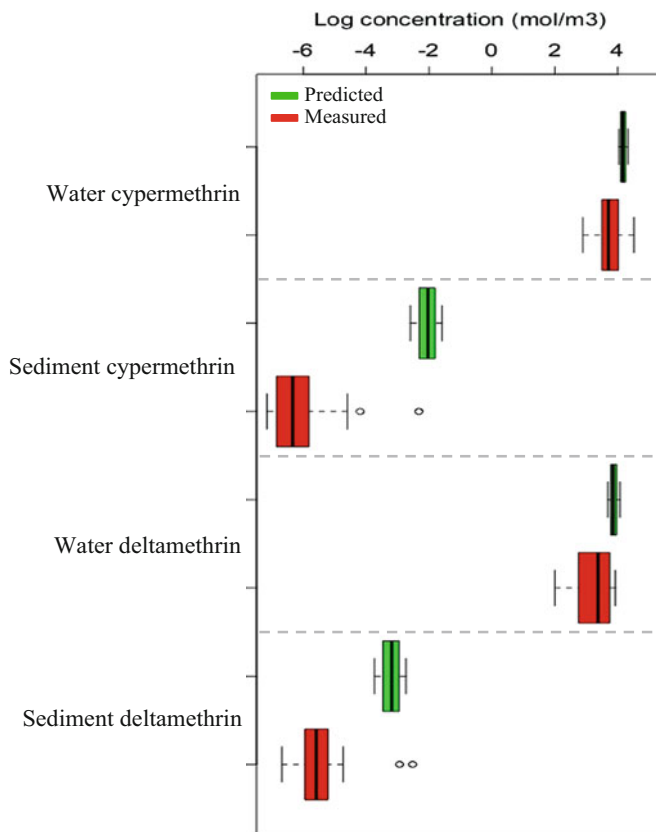 Log concentration (mol/m3)
-6 -4 -2 0 2 4
Predicted
Measured
Water cypermethrin
Sediment cypermethrin
Water deltamethrin
Sediment deltamethrin